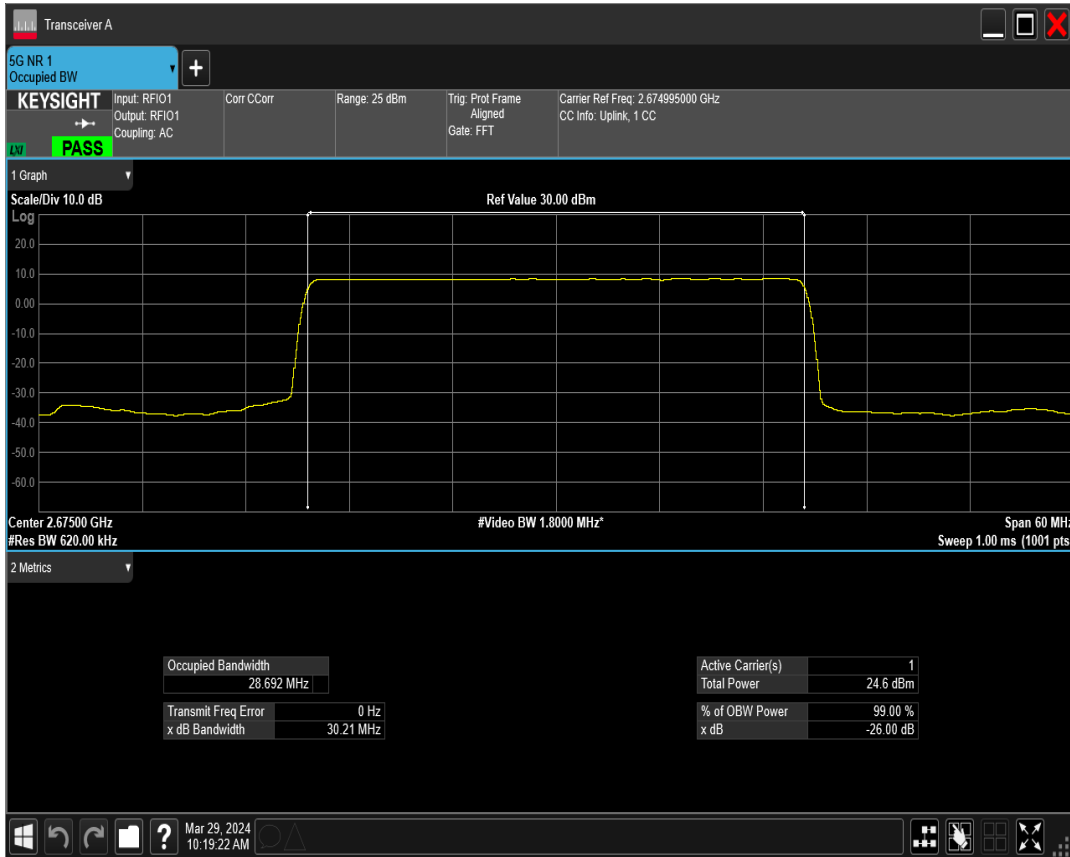 Transceiver A
5G NR 1
Occupied BW
KEYSIGHT
LXI
PASS
Input: RFIO1
Output: RFIO1
Coupling: AC
Corr CCorr
Range: 25 dBm
Trig: Prot Frame
Aligned
Gate: FFT
Carrier Ref Freq: 2.674995000 GHz
CC Info: Uplink, 1 CC
1 Graph
Scale/Div 10.0 dB
Ref Value 30.00 dBm
Log
20.0
10.0
0.00
-10.0
-20.0
-30.0
-40.0
-50.0
-60.0
Center 2.67500 GHz
#Video BW 1.8000 MHz*
Span 60 MHz
#Res BW 620.00 kHz
Sweep 1.00 ms (1001 pts
2 Metrics
Occupied Bandwidth
28.692 MHz
Transmit Freq Error 0 Hz
x dB Bandwidth 30.21 MHz
Active Carrier(s) 1
Total Power 24.6 dBm
% of OBW Power 99.00 %
x dB -26.00 dB
Mar 29, 2024
10:19:22 AM